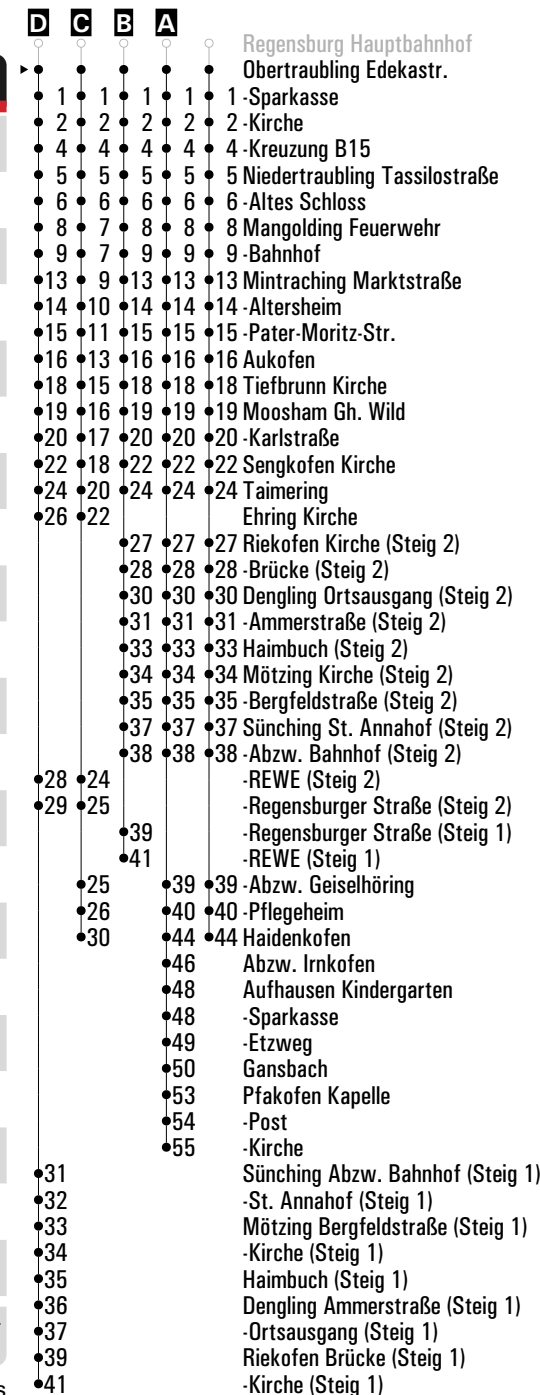 D C B A
Regensburg Hauptbahnhof
Obertraubling Edekastr.
1 1 1 1 1 -Sparkasse
2 2 2 2 2 -Kirche
4 4 4 4 4 -Kreuzung B15
5 5 5 5 5 Niedertraubling Tassilostraße
6 6 6 6 6 -Altes Schloss
8 7 8 8 8 Mangolding Feuerwehr
9 7 9 9 9 -Bahnhof
13 9 13 13 13 Mintraching Marktstraße
14 10 14 14 14 -Altersheim
15 11 15 15 15 -Pater-Moritz-Str.
16 13 16 16 16 Aukofen
18 15 18 18 18 Tiefbrunn Kirche
19 16 19 19 19 Moosham Gh. Wild
20 17 20 20 20 -Karlstraße
22 18 22 22 22 Sengkofen Kirche
24 20 24 24 24 Taimering
26 22 Ehring Kirche
27 27 27 Riekofen Kirche (Steig 2)
28 28 28 -Brücke (Steig 2)
30 30 30 Dengling Ortsausgang (Steig 2)
31 31 31 -Ammerstraße (Steig 2)
33 33 33 Haimbuch (Steig 2)
34 34 34 Mötzing Kirche (Steig 2)
35 35 35 -Bergfeldstraße (Steig 2)
37 37 37 Sünching St. Annahof (Steig 2)
38 38 38 -Abzw. Bahnhof (Steig 2)
28 24 -REWE (Steig 2)
29 25 -Regensburger Straße (Steig 2)
39 -Regensburger Straße (Steig 1)
41 -REWE (Steig 1)
25 39 39 -Abzw. Geiselhöring
26 40 40 -Pflegeheim
30 44 44 Haidenkofen
46 Abzw. Irnkofen
48 Aufhausen Kindergarten
48 -Sparkasse
49 -Etzweg
50 Gansbach
53 Pfakofen Kapelle
54 -Post
55 -Kirche
31 Sünching Abzw. Bahnhof (Steig 1)
32 -St. Annahof (Steig 1)
33 Mötzing Bergfeldstraße (Steig 1)
34 -Kirche (Steig 1)
35 Haimbuch (Steig 1)
36 Dengling Ammerstraße (Steig 1)
37 -Ortsausgang (Steig 1)
39 Riekofen Brücke (Steig 1)
41 -Kirche (Steig 1)